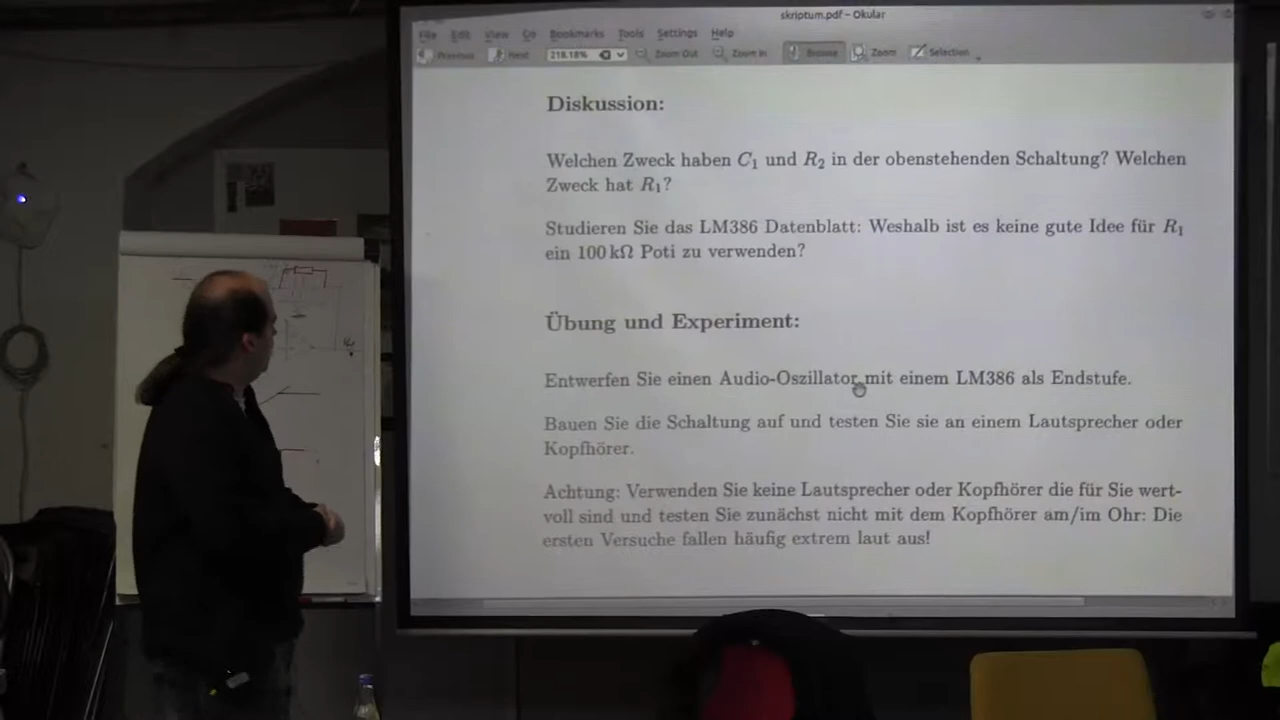 skriptum.pdf – Okular
File Edit View Go Bookmarks Tools Settings Help
Previous Next 218.18% Zoom Out Zoom In Browse Zoom Selection
Diskussion:
Welchen Zweck haben C₁ und R₂ in der obenstehenden Schaltung? Welchen
Zweck hat R₁?
Studieren Sie das LM386 Datenblatt: Weshalb ist es keine gute Idee für R₁
ein 100 kΩ Poti zu verwenden?
Übung und Experiment:
Entwerfen Sie einen Audio-Oszillator mit einem LM386 als Endstufe.
Bauen Sie die Schaltung auf und testen Sie sie an einem Lautsprecher oder
Kopfhörer.
Achtung: Verwenden Sie keine Lautsprecher oder Kopfhörer die für Sie wert-
voll sind und testen Sie zunächst nicht mit dem Kopfhörer am/im Ohr: Die
ersten Versuche fallen häufig extrem laut aus!